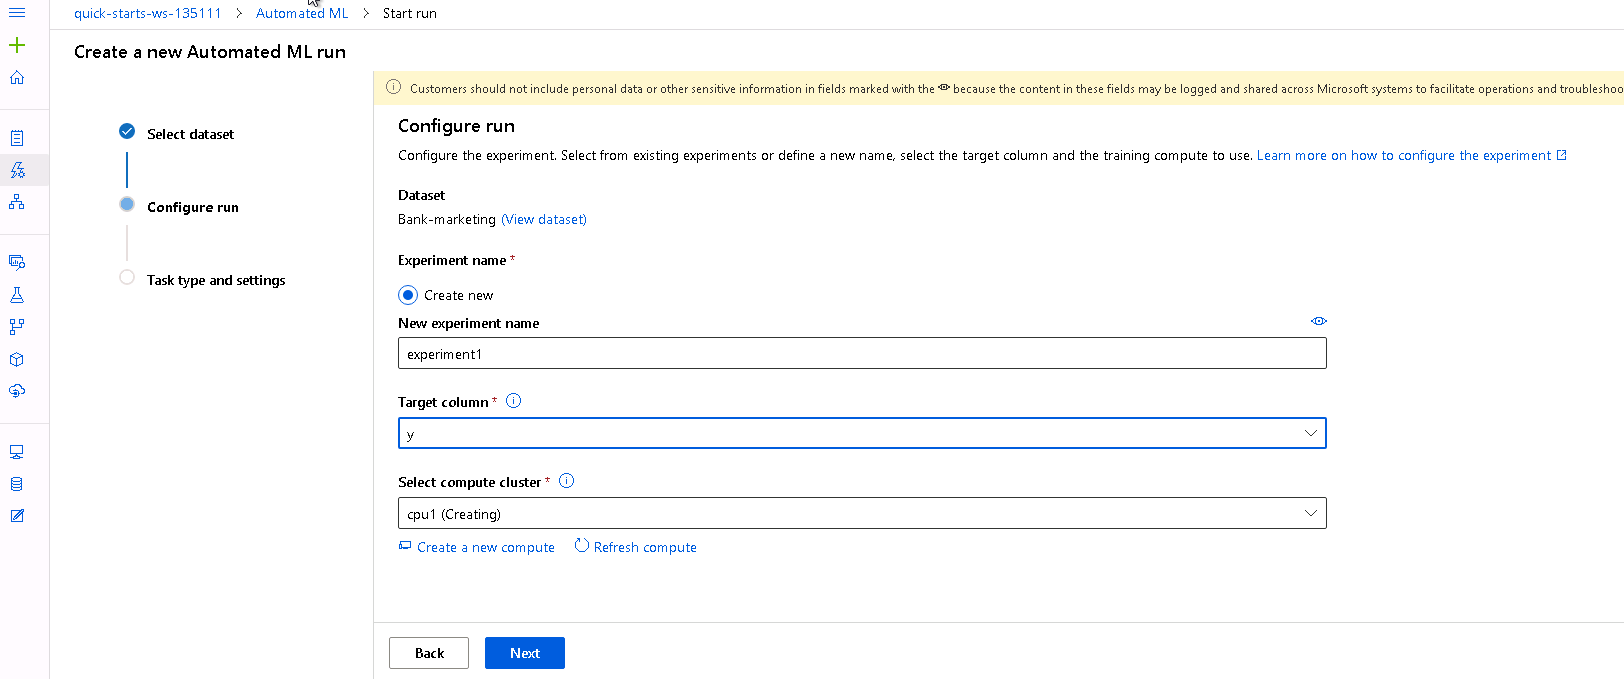 quick-starts-ws-135111 > Automated ML > Start run
Create a new Automated ML run
Customers should not include personal data or other sensitive information in fields marked with the because the content in these fields may be logged and shared across Microsoft systems to facilitate operations and troubleshoo
Select dataset
Configure run
Task type and settings
Configure run
Configure the experiment. Select from existing experiments or define a new name, select the target column and the training compute to use. Learn more on how to configure the experiment
Dataset
Bank-marketing (View dataset)
Experiment name *
Create new
New experiment name
experiment1
Target column *
y
Select compute cluster *
cpu1 (Creating)
Create a new compute Refresh compute
Back Next